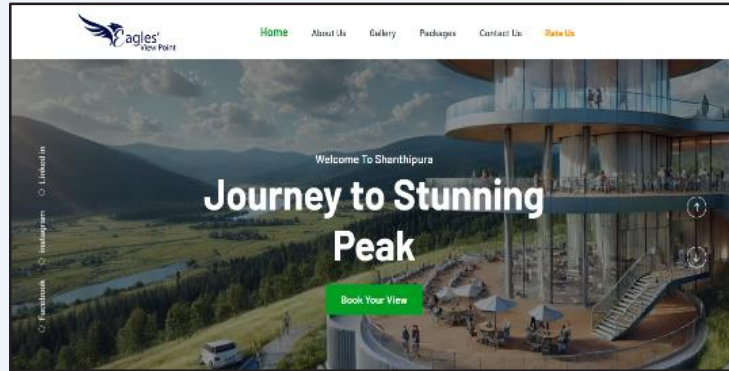 Eagles'
View Point
Home About Us Gallery Packages Contact Us Rate Us
Welcome To Shanthipura
Journey to Stunning
Peak
Book Your View
Linked in
Instagram
Facebook